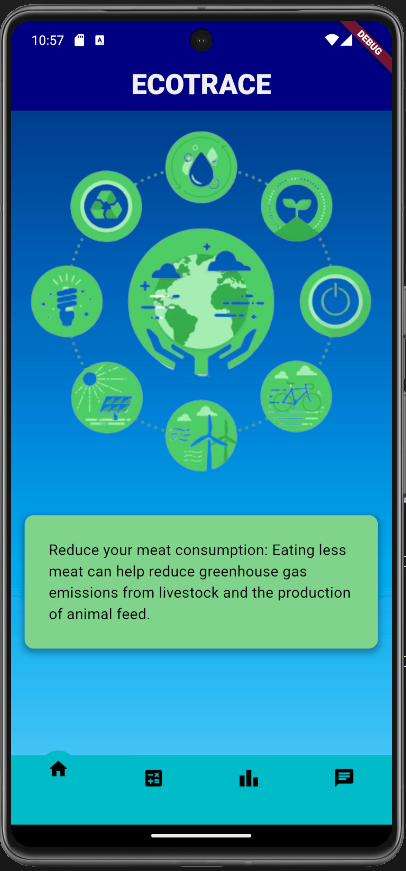 10:57
A
DEBUG
ECOTRACE
Reduce your meat consumption: Eating less
meat can help reduce greenhouse gas
emissions from livestock and the production
of animal feed.